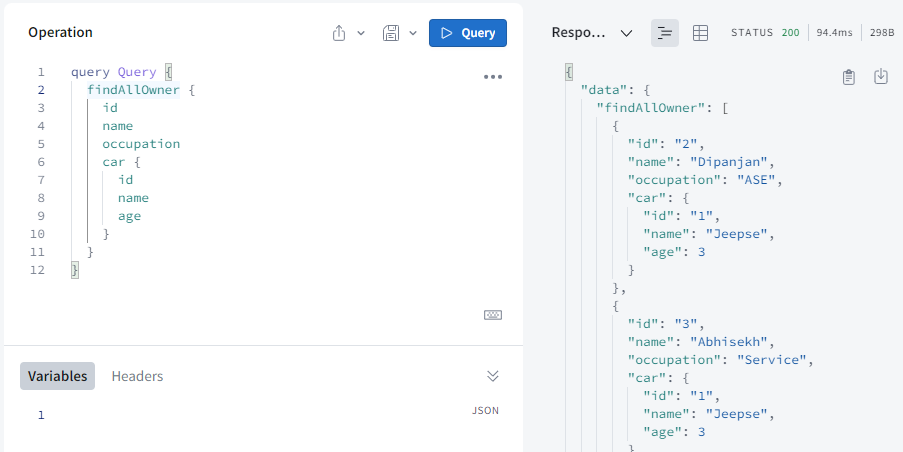 Operation
Query
1 query Query {
2 findAllOwner {
3 id
4 name
5 occupation
6 car {
7 id
8 name
9 age
10 }
11 }
12 }
Variables Headers
1
JSON
Respo... STATUS 200 94.4ms 298B
{
"data": {
"findAllOwner": [
{
"id": "2",
"name": "Dipanjan",
"occupation": "ASE",
"car": {
"id": "1",
"name": "Jeepse",
"age": 3
}
},
{
"id": "3",
"name": "Abhisekh",
"occupation": "Service",
"car": {
"id": "1",
"name": "Jeepse",
"age": 3
}